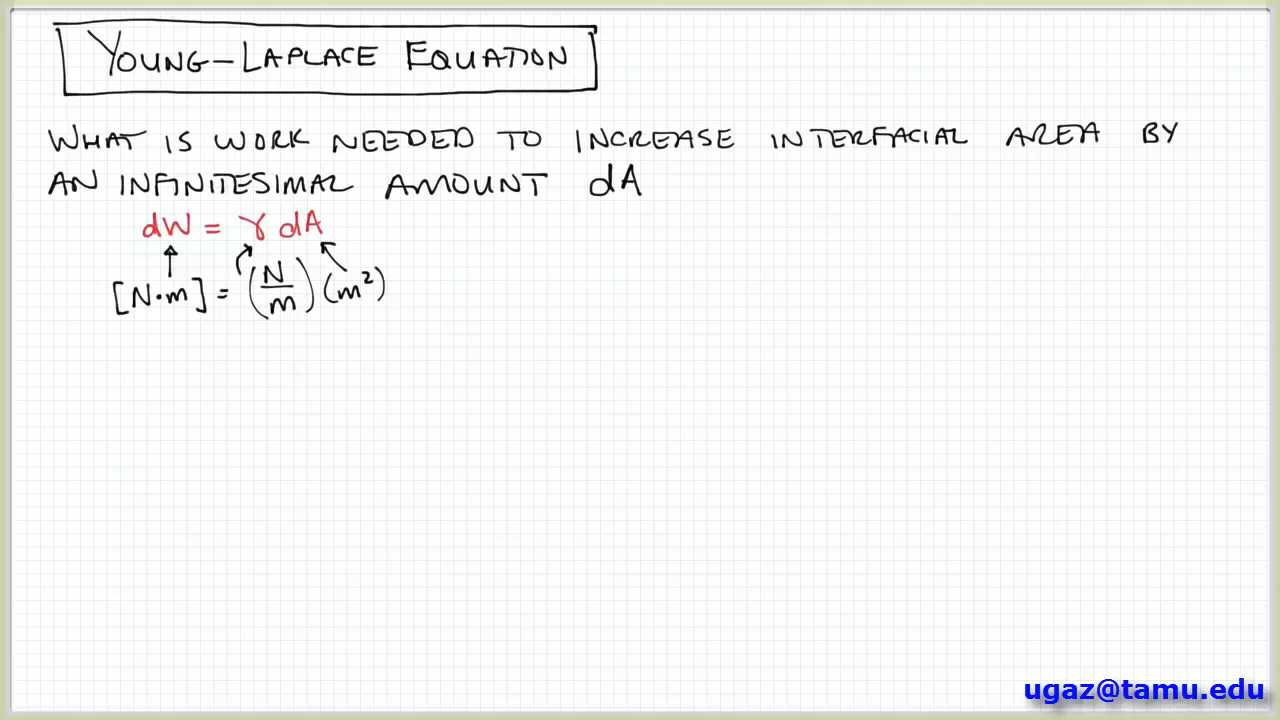 YOUNG-LAPLACE EQUATION
WHAT IS WORK NEEDED TO INCREASE INTERFACIAL AREA BY
AN INFINITESIMAL AMOUNT dA
dW = γ dA
[N·m] = (N/m)(m²)
ugaz@tamu.edu